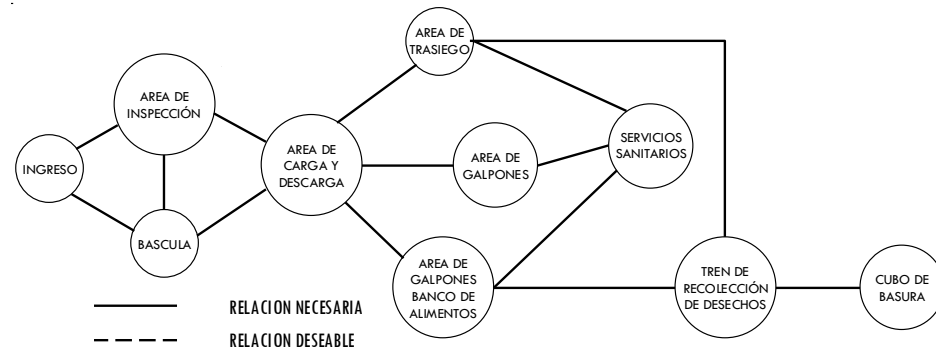 AREA DE
TRASIEGO
AREA DE
INSPECCIÓN
INGRESO
BASCULA
AREA DE
CARGA Y
DESCARGA
AREA DE
GALPONES
SERVICIOS
SANITARIOS
AREA DE
GALPONES
BANCO DE
ALIMENTOS
TREN DE
RECOLECCIÓN
DE DESECHOS
CUBO DE
BASURA
RELACION NECESARIA
RELACION DESEABLE